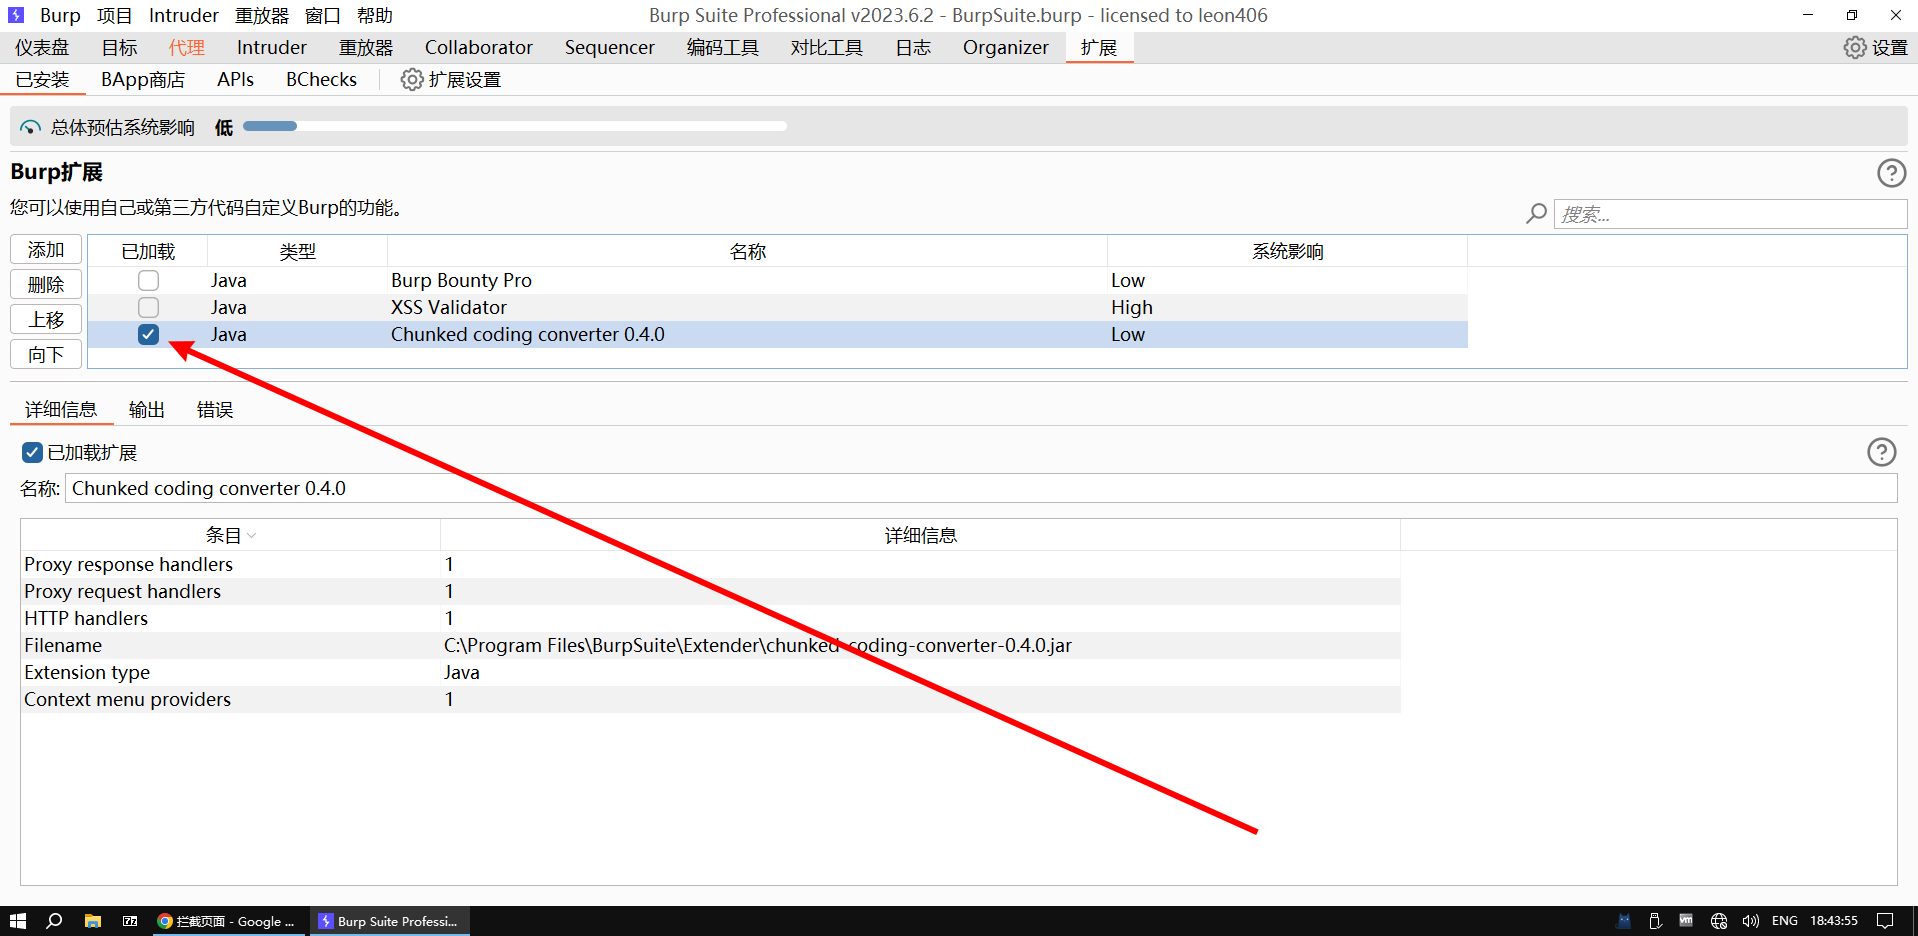 Burp 项目 Intruder 重放器 窗口 帮助 Burp Suite Professional v2023.6.2 - BurpSuite.burp - licensed to leon406
仪表盘 目标 代理 Intruder 重放器 Collaborator Sequencer 编码工具 对比工具 日志 Organizer 扩展 设置
已安装 BApp商店 APIs BChecks 扩展设置
总体预估系统影响 低
Burp扩展
您可以使用自己或第三方代码自定义Burp的功能。
搜索...
添加 已加载 类型 名称 系统影响
删除 Java Burp Bounty Pro Low
上移 Java XSS Validator High
向下 Java Chunked coding converter 0.4.0 Low
详细信息 输出 错误
已加载扩展
名称: Chunked coding converter 0.4.0
条目 详细信息
Proxy response handlers 1
Proxy request handlers 1
HTTP handlers 1
Filename C:\Program Files\BurpSuite\Extender\chunked-coding-converter-0.4.0.jar
Extension type Java
Context menu providers 1
拦截页面 - Google ... Burp Suite Professi... ENG 18:43:55